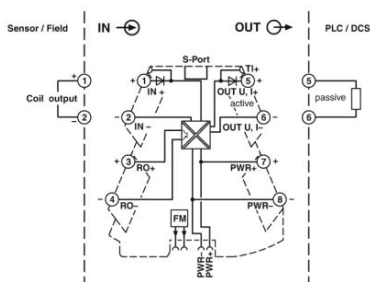 Sensor / Field IN OUT PLC / DCS
S-Port
TI+
+ 1 + 1 + 5 5
IN + OUT U, I+
Coil output active passive
2 − 2 − 6 − 6
−
IN − OUT U, I−
+ 3 7 +
RO+ PWR+
− 4 8 −
RO− PWR−
FM
PWR−
PWR+